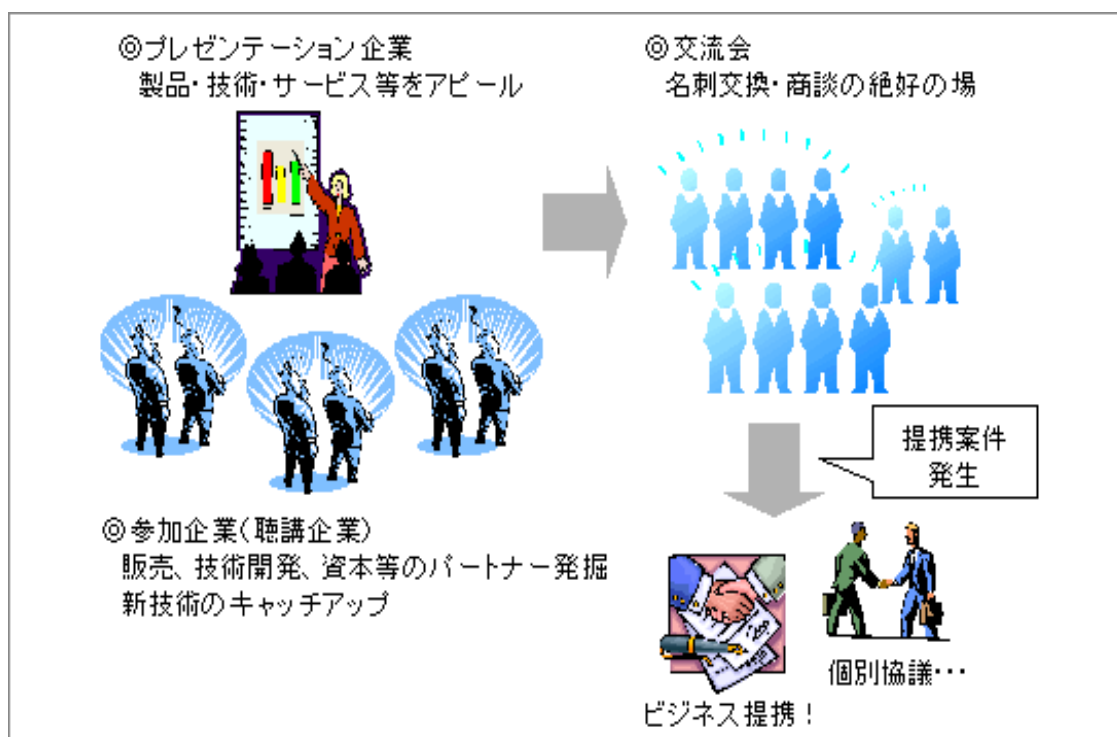 ◎プレゼンテーション企業
製品・技術・サービス等をアピール
◎交流会
名刺交換・商談の絶好の場
提携案件
発生
◎参加企業(聴講企業)
販売、技術開発、資本等のパートナー発掘
新技術のキャッチアップ
個別協議・・・
ビジネス提携!